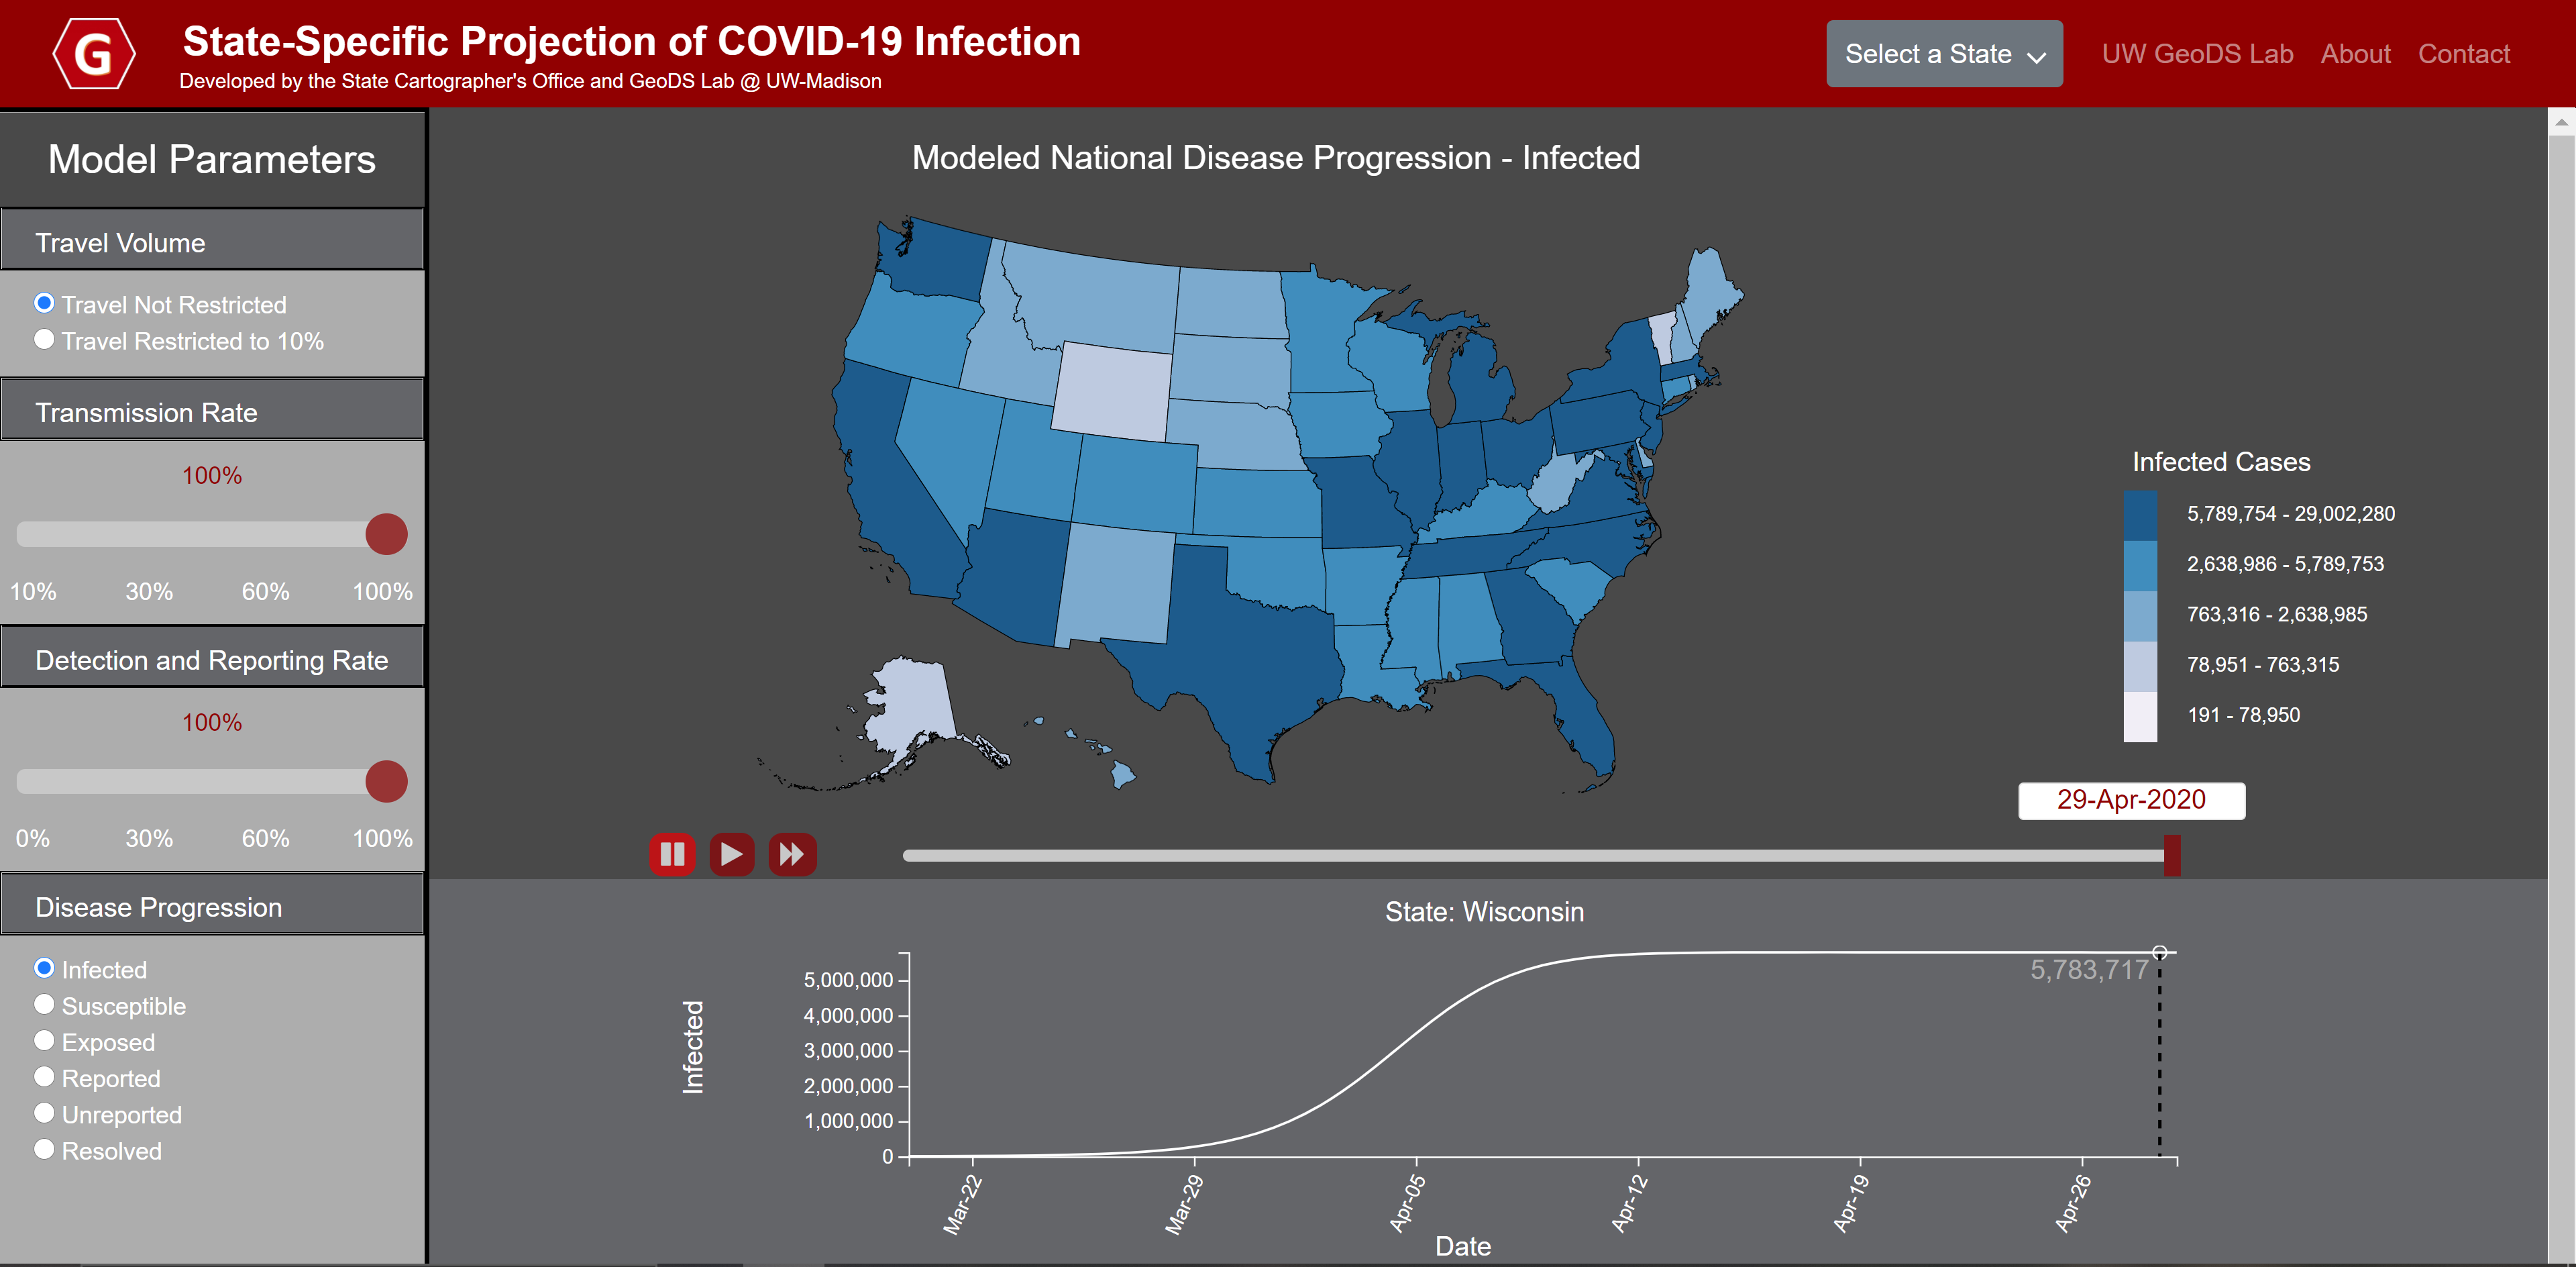 G
State-Specific Projection of COVID-19 Infection
Developed by the State Cartographer's Office and GeoDS Lab @ UW-Madison
Select a State
UW GeoDS Lab
About
Contact
Model Parameters
Travel Volume
Travel Not Restricted
Travel Restricted to 10%
Transmission Rate
100%
10% 30% 60% 100%
Detection and Reporting Rate
100%
0% 30% 60% 100%
Disease Progression
Infected
Susceptible
Exposed
Reported
Unreported
Resolved
Modeled National Disease Progression - Infected
Infected Cases
5,789,754 - 29,002,280
2,638,986 - 5,789,753
763,316 - 2,638,985
78,951 - 763,315
191 - 78,950
29-Apr-2020
State: Wisconsin
5,783,717
Infected
5,000,000
4,000,000
3,000,000
2,000,000
1,000,000
0
Mar-22 Mar-29 Apr-05 Apr-12 Apr-19 Apr-26
Date